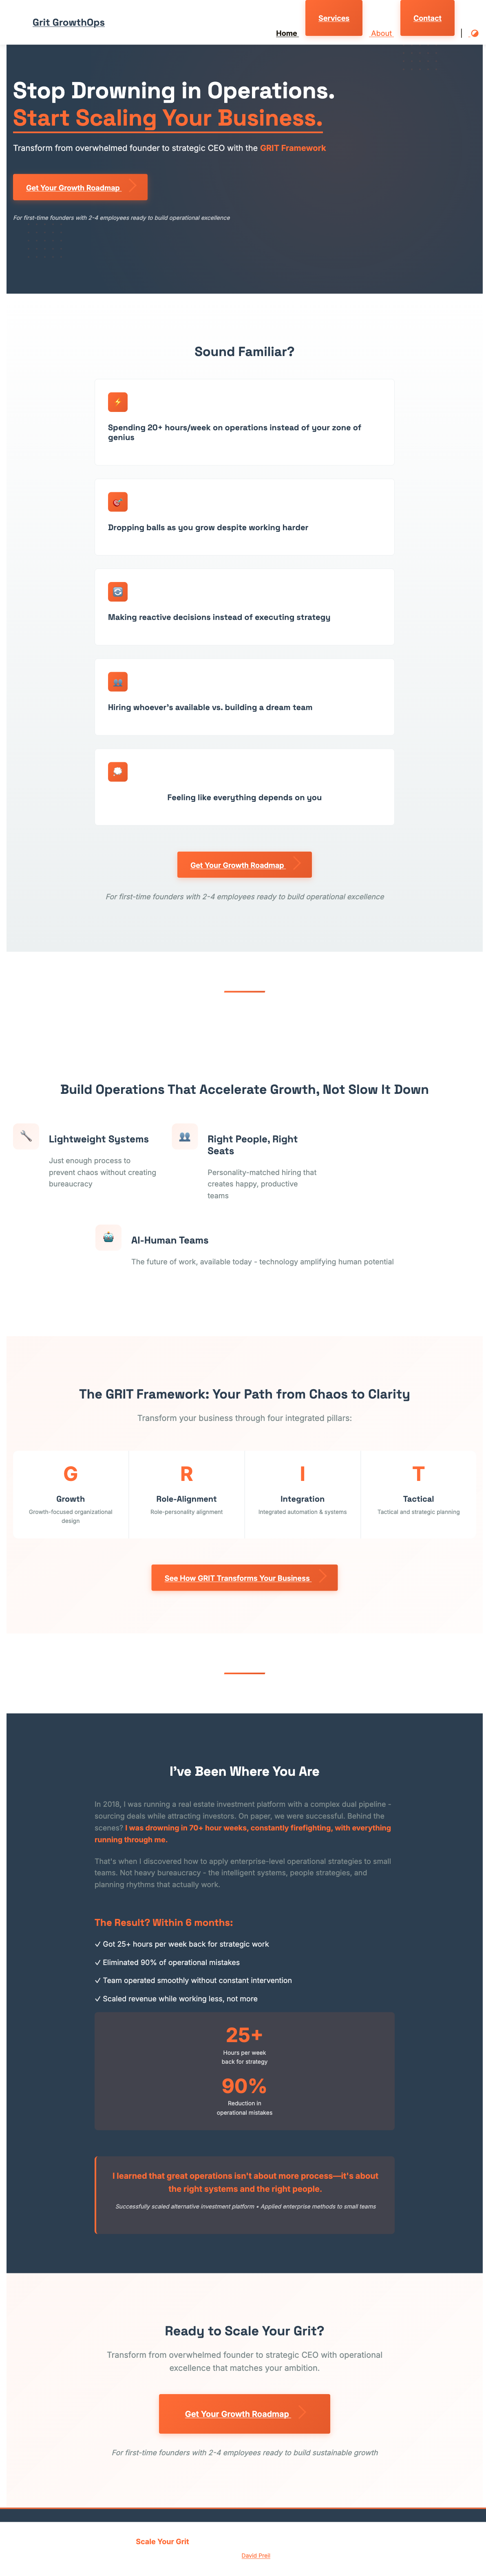 Grit GrowthOps
Home
Services
About
Contact
Stop Drowning in Operations.
Start Scaling Your Business.
Transform from overwhelmed founder to strategic CEO with the GRIT Framework
Get Your Growth Roadmap
For first-time founders with 2-4 employees ready to build operational excellence
Sound Familiar?
Spending 20+ hours/week on operations instead of your zone of
genius
Dropping balls as you grow despite working harder
Making reactive decisions instead of executing strategy
Hiring whoever's available vs. building a dream team
Feeling like everything depends on you
Get Your Growth Roadmap
For first-time founders with 2-4 employees ready to build operational excellence
Build Operations That Accelerate Growth, Not Slow It Down
Lightweight Systems
Just enough process to
prevent chaos without creating
bureaucracy
Right People, Right
Seats
Personality-matched hiring that
creates happy, productive
teams
AI-Human Teams
The future of work, available today - technology amplifying human potential
The GRIT Framework: Your Path from Chaos to Clarity
Transform your business through four integrated pillars:
G
Growth
Growth-focused organizational
design
R
Role-Alignment
Role-personality alignment
I
Integration
Integrated automation & systems
T
Tactical
Tactical and strategic planning
See How GRIT Transforms Your Business
I've Been Where You Are
In 2018, I was running a real estate investment platform with a complex dual pipeline -
sourcing deals while attracting investors. On paper, we were successful. Behind the
scenes? I was drowning in 70+ hour weeks, constantly firefighting, with everything
running through me.
That's when I discovered how to apply enterprise-level operational strategies to small
teams. Not heavy bureaucracy - the intelligent systems, people strategies, and
planning rhythms that actually work.
The Result? Within 6 months:
✓ Got 25+ hours per week back for strategic work
✓ Eliminated 90% of operational mistakes
✓ Team operated smoothly without constant intervention
✓ Scaled revenue while working less, not more
25+
Hours per week
back for strategy
90%
Reduction in
operational mistakes
I learned that great operations isn't about more process—it's about
the right systems and the right people.
Successfully scaled alternative investment platform • Applied enterprise methods to small teams
Ready to Scale Your Grit?
Transform from overwhelmed founder to strategic CEO with operational
excellence that matches your ambition.
Get Your Growth Roadmap
For first-time founders with 2-4 employees ready to build sustainable growth
Scale Your Grit
David Preil